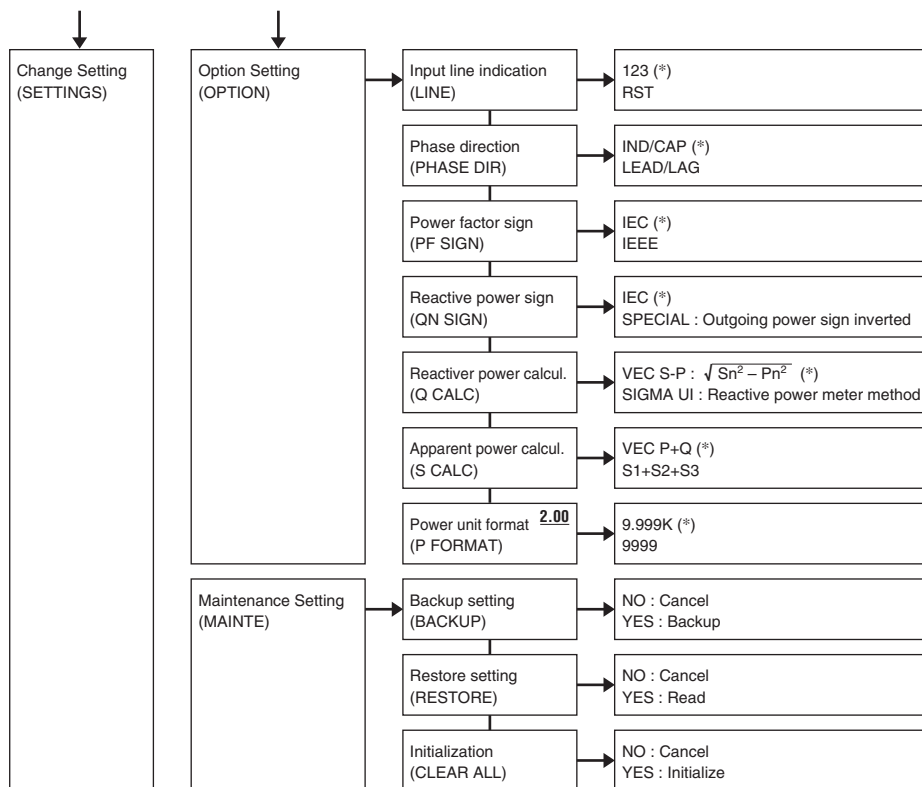 Change Setting
(SETTINGS)
Option Setting
(OPTION)
Input line indication
(LINE)
123 (*)
RST
Phase direction
(PHASE DIR)
IND/CAP (*)
LEAD/LAG
Power factor sign
(PF SIGN)
IEC (*)
IEEE
Reactive power sign
(QN SIGN)
IEC (*)
SPECIAL : Outgoing power sign inverted
Reactiver power calcul.
(Q CALC)
VEC S-P : √Sn² – Pn² (*)
SIGMA UI : Reactive power meter method
Apparent power calcul.
(S CALC)
VEC P+Q (*)
S1+S2+S3
Power unit format 2.00
(P FORMAT)
9.999K (*)
9999
Maintenance Setting
(MAINTE)
Backup setting
(BACKUP)
NO : Cancel
YES : Backup
Restore setting
(RESTORE)
NO : Cancel
YES : Read
Initialization
(CLEAR ALL)
NO : Cancel
YES : Initialize